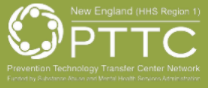 New England (HHS Region 1)
PTTC
Prevention Technology Transfer Center Network